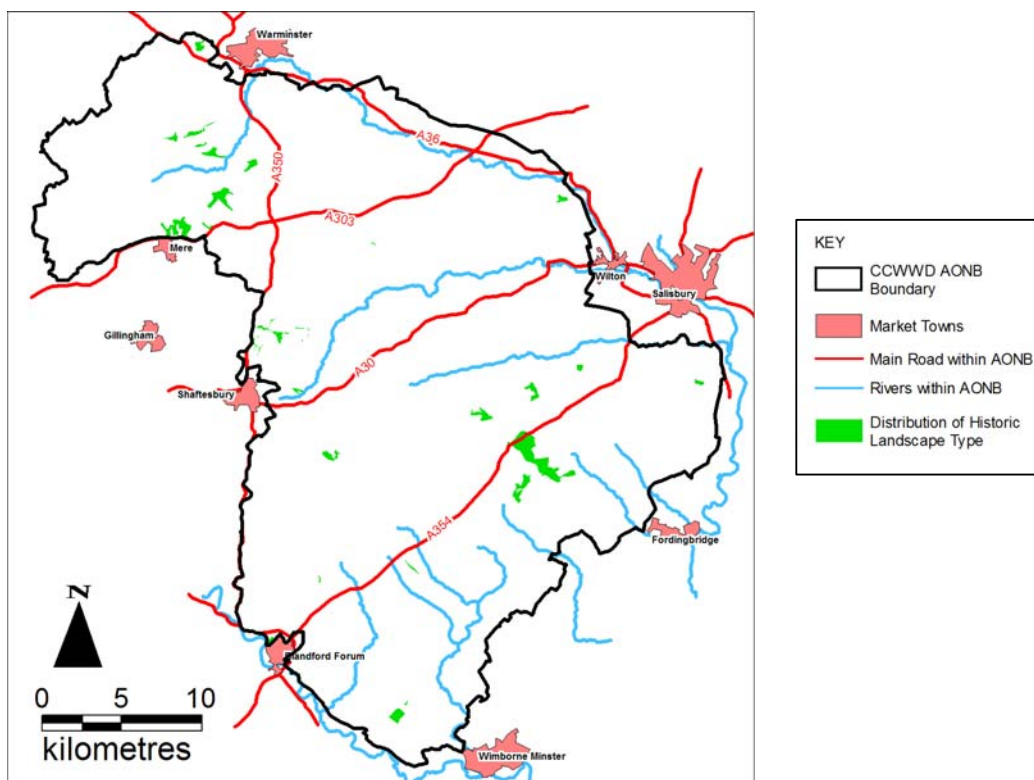 Warminster
A36
A350
A303
Mere
Wilton
Salisbury
Gillingham
A30
Shaftesbury
A354
Fordingbridge
N
Blandford Forum
0 5 10
kilometres
Wimborne Minster
KEY
CCWWD AONB
Boundary
Market Towns
Main Road within AONB
Rivers within AONB
Distribution of Historic
Landscape Type